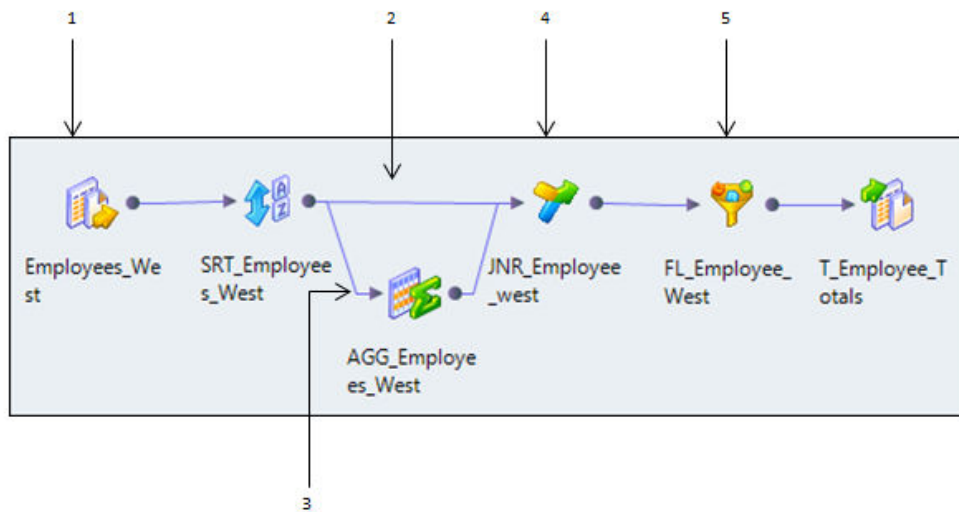 1
2
4
5
A
Z
Employees_We
st
SRT_Employee
s_West
JNR_Employee
_west
FL_Employee_
West
T_Employee_T
otals
AGG_Employe
es_West
3